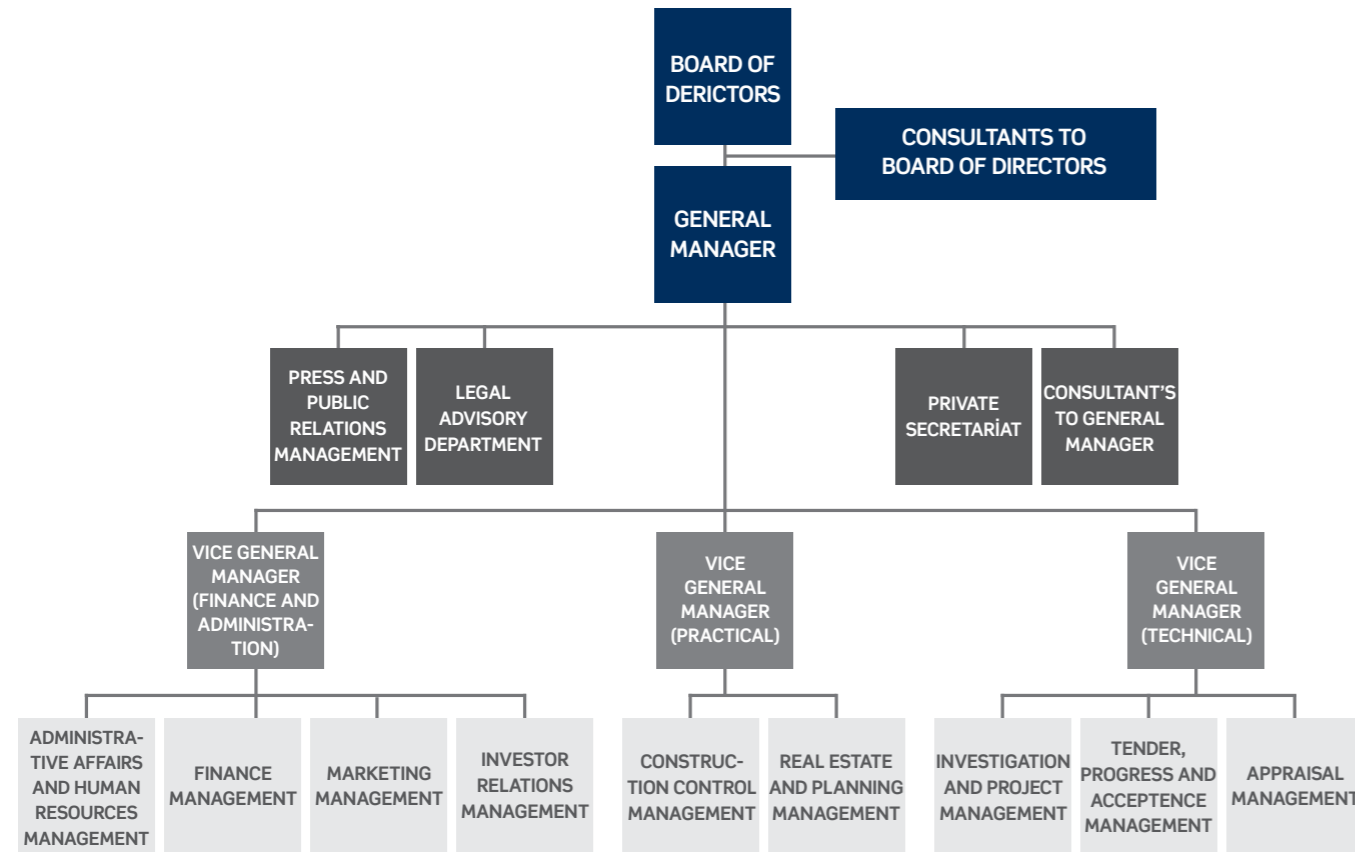 BOARD OF
DERICTORS
CONSULTANTS TO
BOARD OF DIRECTORS
GENERAL
MANAGER
PRESS AND
PUBLIC
RELATIONS
MANAGEMENT
LEGAL
ADVISORY
DEPARTMENT
PRIVATE
SECRETARİAT
CONSULTANT'S
TO GENERAL
MANAGER
VICE GENERAL
MANAGER
(FINANCE AND
ADMINISTRA-
TION)
VICE
GENERAL
MANAGER
(PRACTICAL)
VICE
GENERAL
MANAGER
(TECHNICAL)
ADMINISTRA-
TIVE AFFAIRS
AND HUMAN
RESOURCES
MANAGEMENT
FINANCE
MANAGEMENT
MARKETING
MANAGEMENT
INVESTOR
RELATIONS
MANAGEMENT
CONSTRUC-
TION CONTROL
MANAGEMENT
REAL ESTATE
AND PLANNING
MANAGEMENT
INVESTIGATION
AND PROJECT
MANAGEMENT
TENDER,
PROGRESS AND
ACCEPTENCE
MANAGEMENT
APPRAISAL
MANAGEMENT